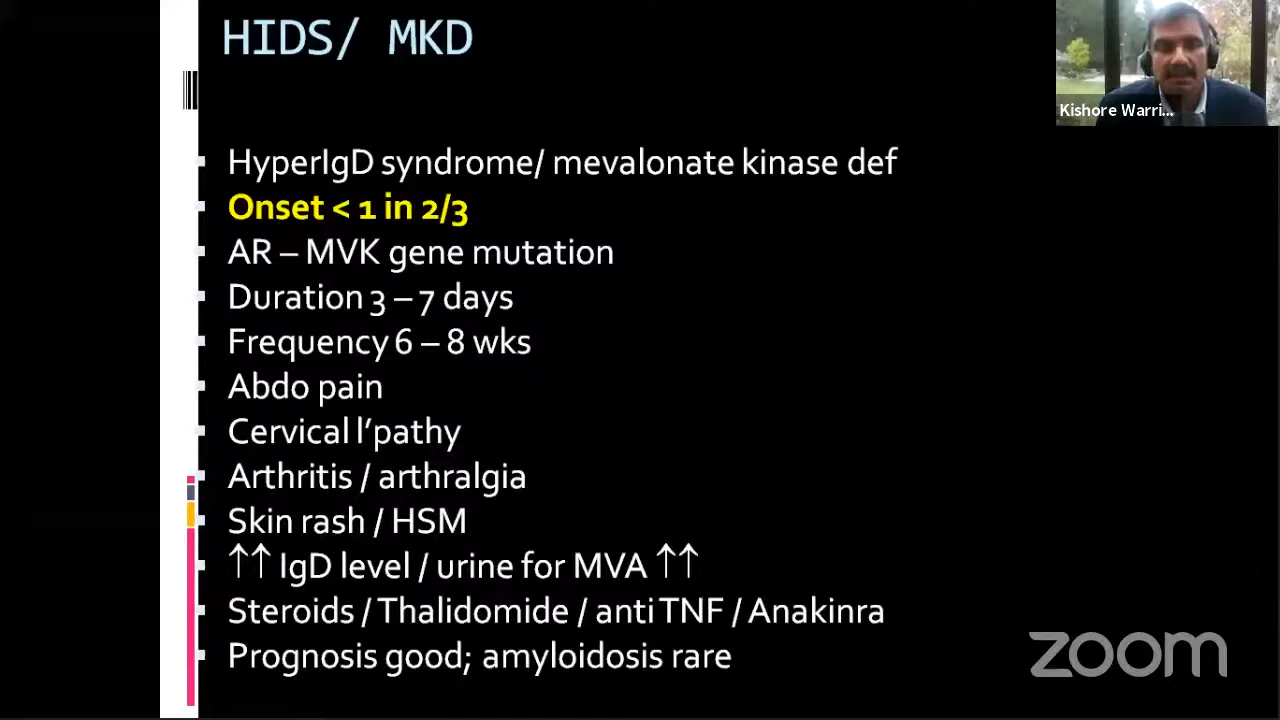 HIDS/ MKD
Kishore Warri...
HyperIgD syndrome/ mevalonate kinase def
Onset < 1 in 2/3
AR – MVK gene mutation
Duration 3 – 7 days
Frequency 6 – 8 wks
Abdo pain
Cervical l’pathy
Arthritis / arthralgia
Skin rash / HSM
↑↑ IgD level / urine for MVA ↑↑
Steroids / Thalidomide / anti TNF / Anakinra
Prognosis good; amyloidosis rare
zoom